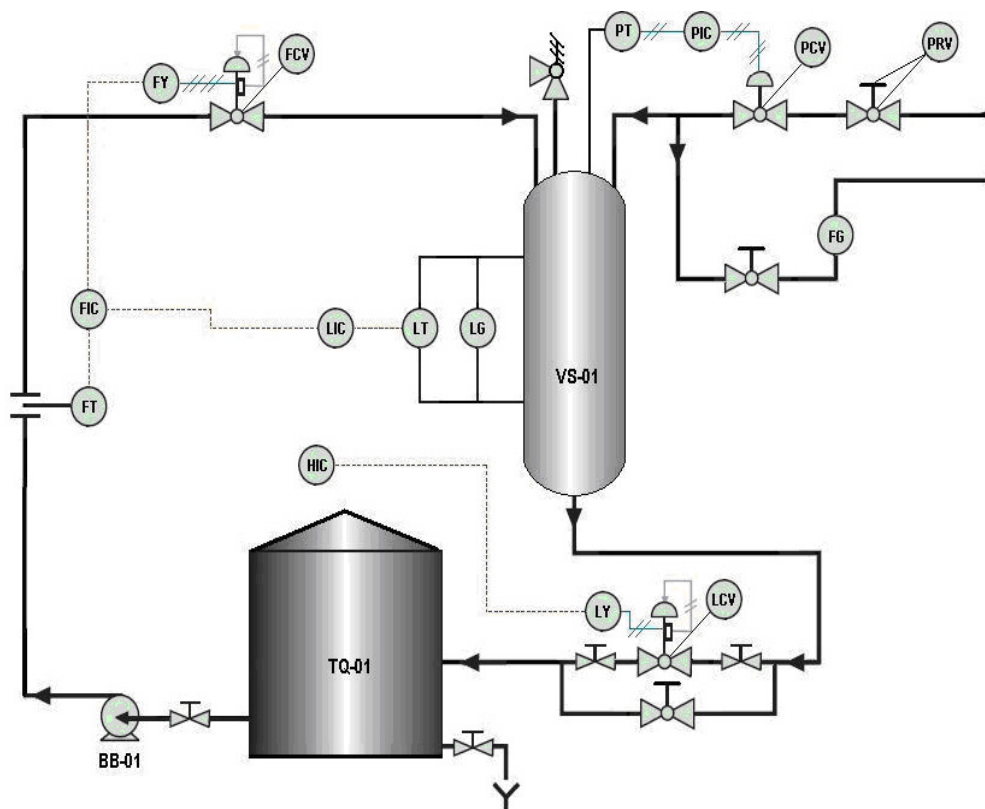 PT
PIC
PCV
PRV
FY
FCV
FG
FIC
LIC
LT
LG
VS-01
FT
HIC
LY
LCV
TQ-01
BB-01